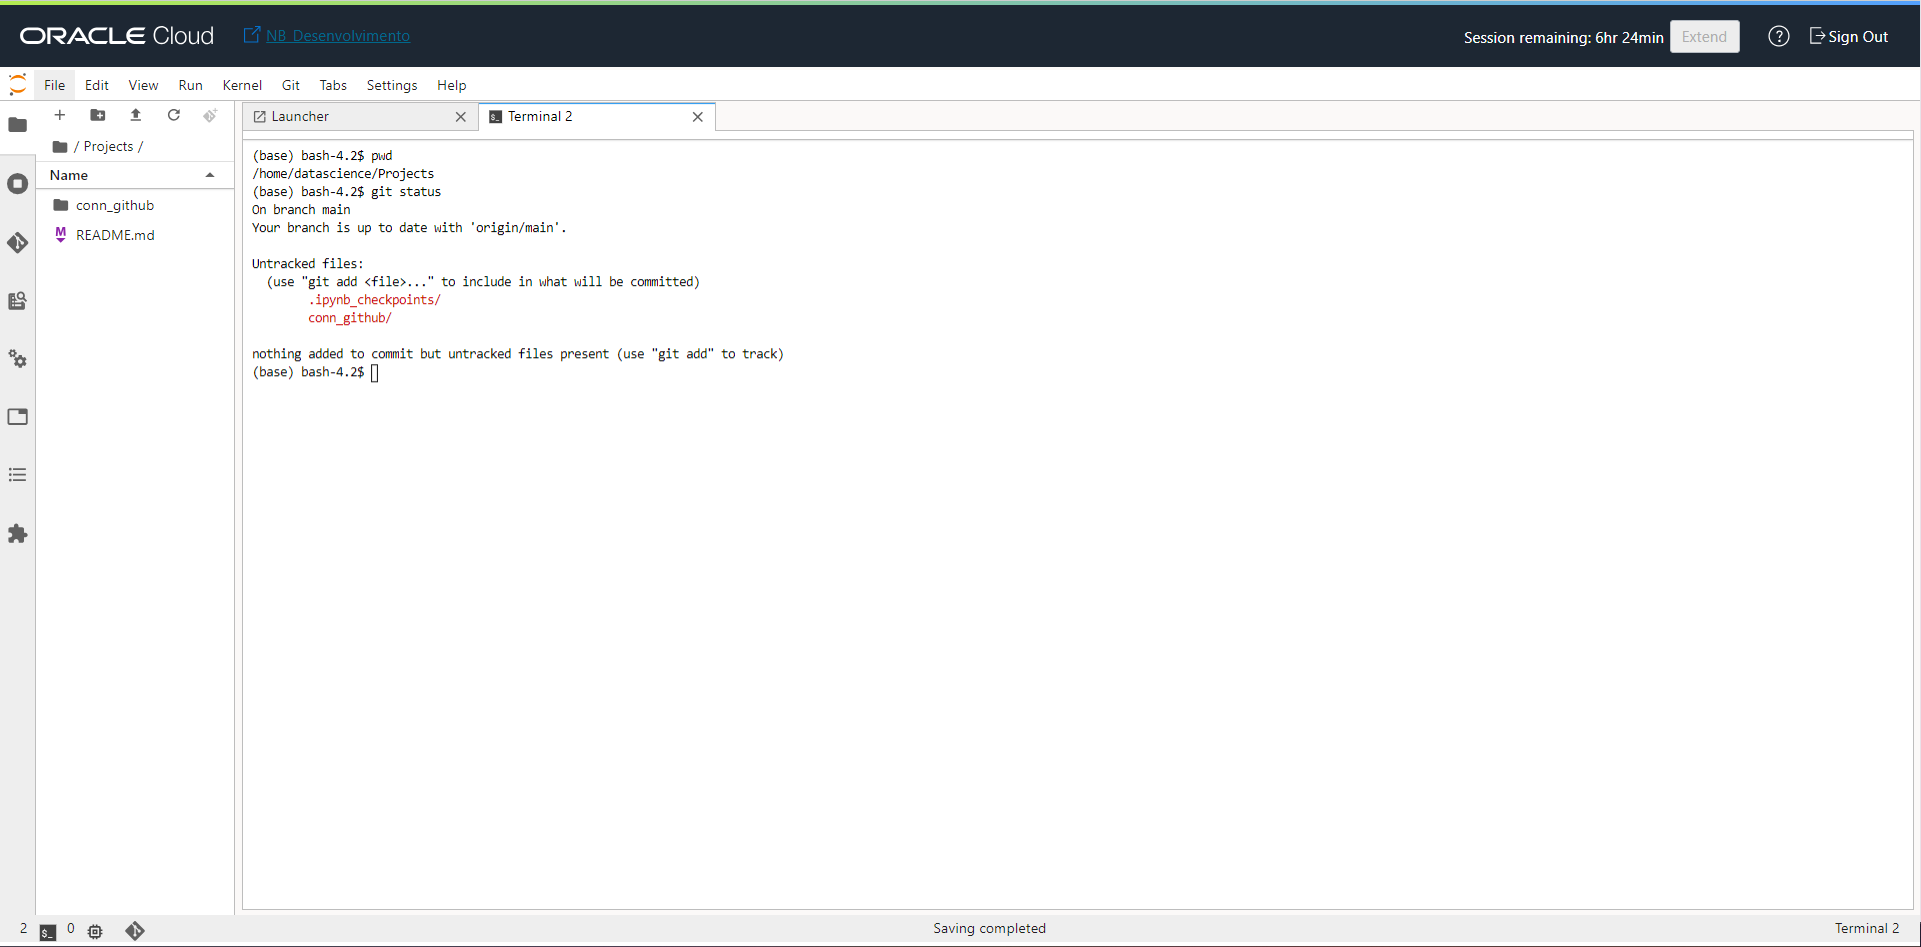 ORACLE Cloud
NB_Desenvolvimento
Session remaining: 6hr 24min
Extend
?
Sign Out
File Edit View Run Kernel Git Tabs Settings Help
/ Projects /
Name
conn_github
README.md
Launcher
Terminal 2
(base) bash-4.2$ pwd
/home/datascience/Projects
(base) bash-4.2$ git status
On branch main
Your branch is up to date with 'origin/main'.
Untracked files:
(use "git add <file>..." to include in what will be committed)
.ipynb_checkpoints/
conn_github/
nothing added to commit but untracked files present (use "git add" to track)
(base) bash-4.2$
2 $_ 0
Saving completed
Terminal 2